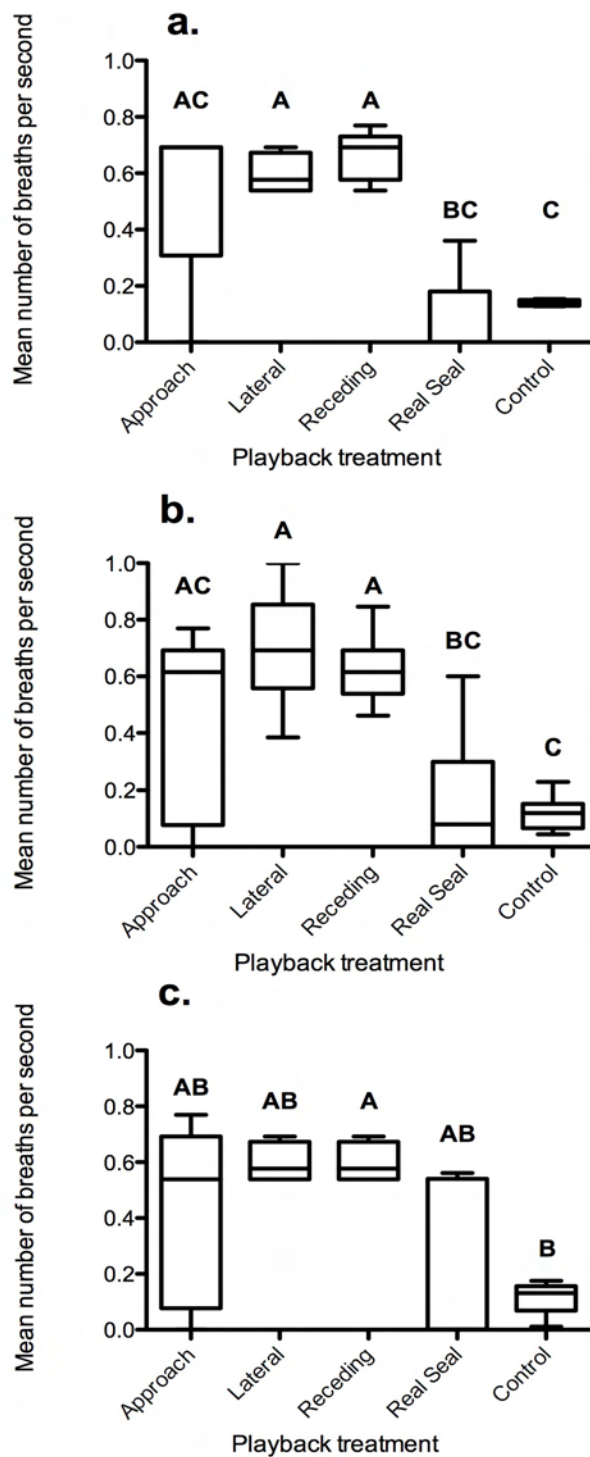 a.
Mean number of breaths per second
1.0
0.8
0.6
0.4
0.2
0.0
AC
A
A
BC
C
Approach
Lateral
Receding
Real Seal
Control
Playback treatment
b.
Mean number of breaths per second
1.0
0.8
0.6
0.4
0.2
0.0
AC
A
A
BC
C
Approach
Lateral
Receding
Real Seal
Control
Playback treatment
c.
Mean number of breaths per second
1.0
0.8
0.6
0.4
0.2
0.0
AB
AB
A
AB
B
Approach
Lateral
Receding
Real Seal
Control
Playback treatment